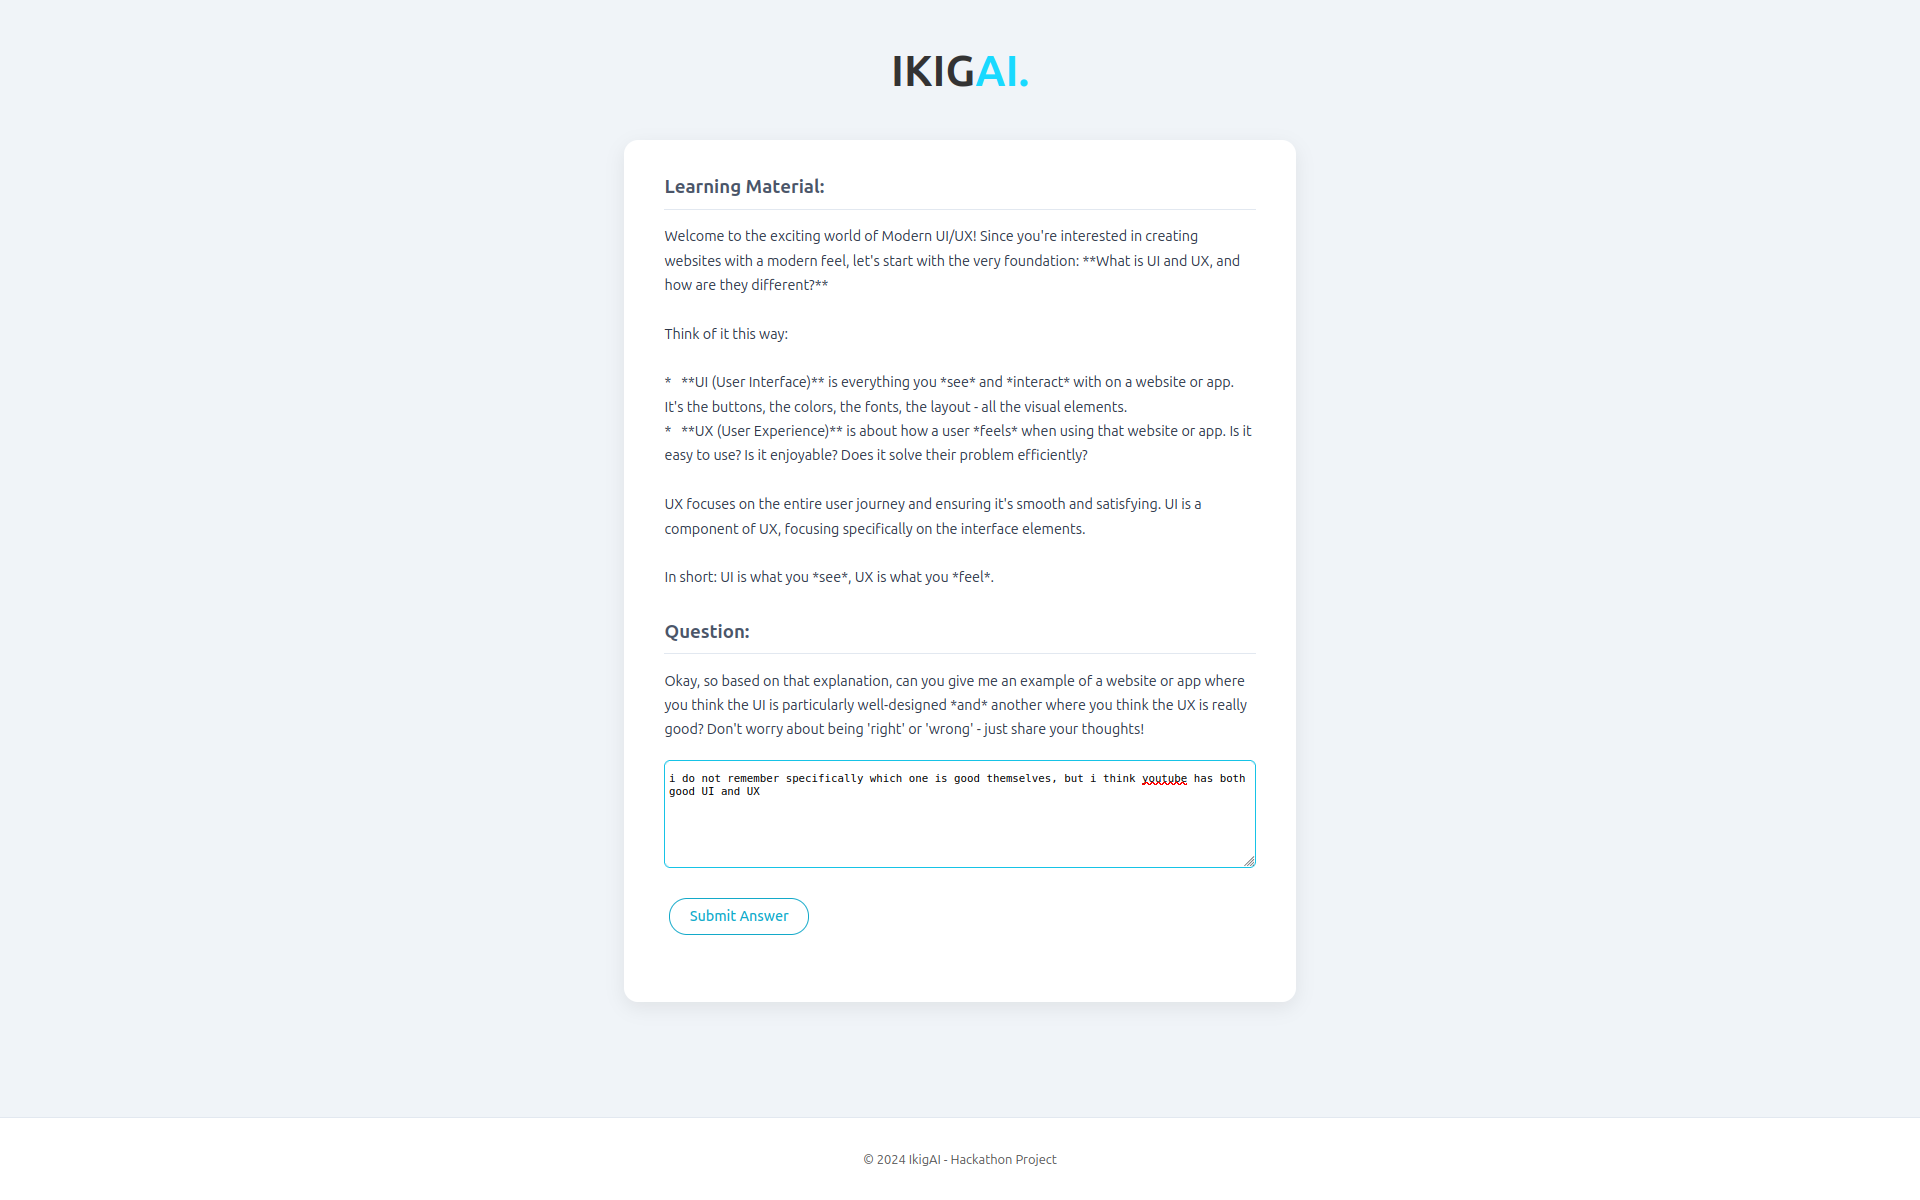 IKIGAI.
Learning Material:
Welcome to the exciting world of Modern UI/UX! Since you're interested in creating
websites with a modern feel, let's start with the very foundation: **What is UI and UX, and
how are they different?**
Think of it this way:
*   **UI (User Interface)** is everything you *see* and *interact* with on a website or app.
It's the buttons, the colors, the fonts, the layout - all the visual elements.
*   **UX (User Experience)** is about how a user *feels* when using that website or app. Is it
easy to use? Is it enjoyable? Does it solve their problem efficiently?
UX focuses on the entire user journey and ensuring it's smooth and satisfying. UI is a
component of UX, focusing specifically on the interface elements.
In short: UI is what you *see*, UX is what you *feel*.
Question:
Okay, so based on that explanation, can you give me an example of a website or app where
you think the UI is particularly well-designed *and* another where you think the UX is really
good? Don't worry about being 'right' or 'wrong' - just share your thoughts!
i do not remember specifically which one is good themselves, but i think youtube has both
good UI and UX
Submit Answer
© 2024 IkigAI - Hackathon Project